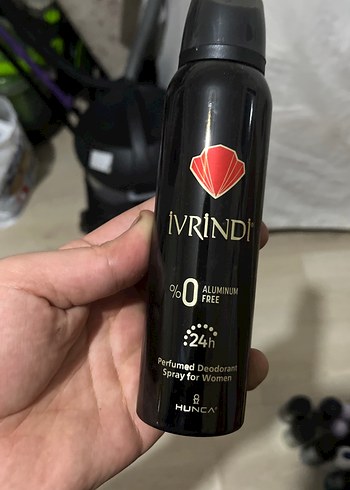 İVRİNDİ
%0 ALUMINUM
FREE
24h
Perfumed Deodorant
Spray for Women
HUNCA